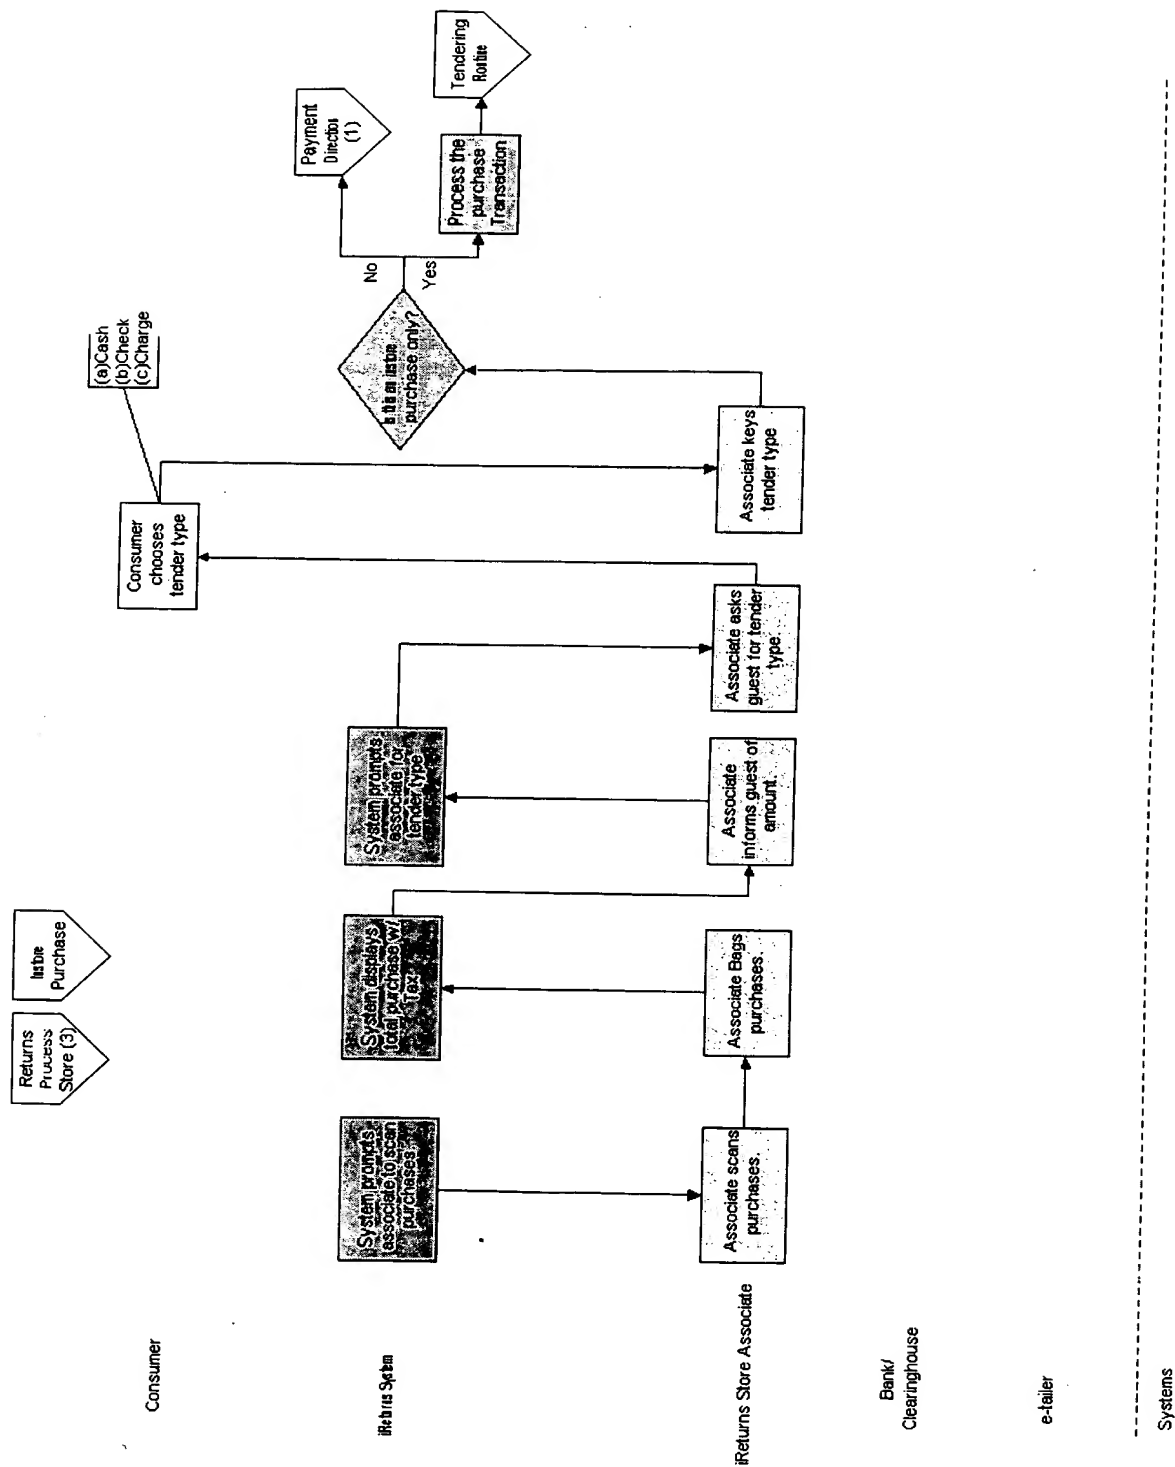 Returns
Process
Store (3)
Instore
Purchase
Consumer
Consumer
chooses
tender type
(a)Cash
(b)Check
(c)Charge
iReturns System
System prompts
associate to scan
purchases
System displays
total purchase w/
Tax
System prompts
associate for
tender type
Is this an instore
purchase only?
No
Yes
Payment
Direction
(1)
Process the
purchase
Transaction
Tendering
Routine
iReturns Store Associate
Associate scans
purchases.
Associate Bags
purchases.
Associate
informs guest of
amount.
Associate asks
guest for tender
type.
Associate keys
tender type
Bank/
Clearinghouse
e-tailer
Systems